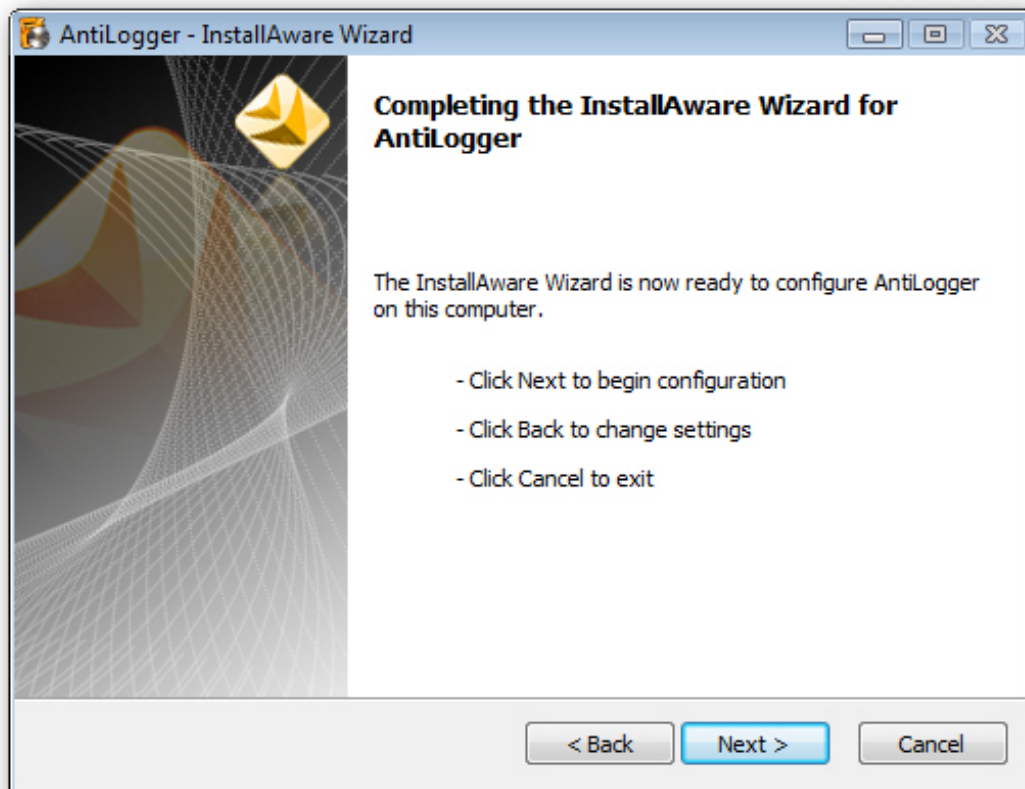 AntiLogger - InstallAware Wizard
Completing the InstallAware Wizard for
AntiLogger
The InstallAware Wizard is now ready to configure AntiLogger
on this computer.
- Click Next to begin configuration
- Click Back to change settings
- Click Cancel to exit
< Back
Next >
Cancel